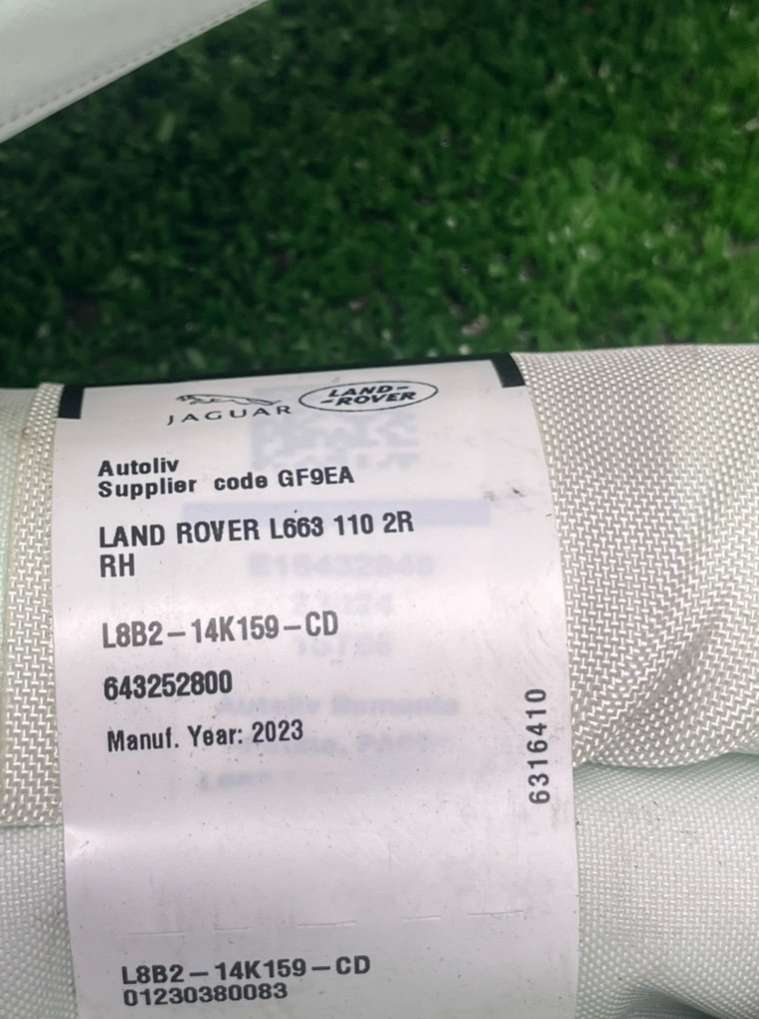 JAGUAR
LAND-
-ROVER
Autoliv
Supplier code GF9EA
LAND ROVER L663 110 2R
RH
L8B2-14K159-CD
643252800
Manuf. Year: 2023
6316410
L8B2-14K159-CD
01230380083